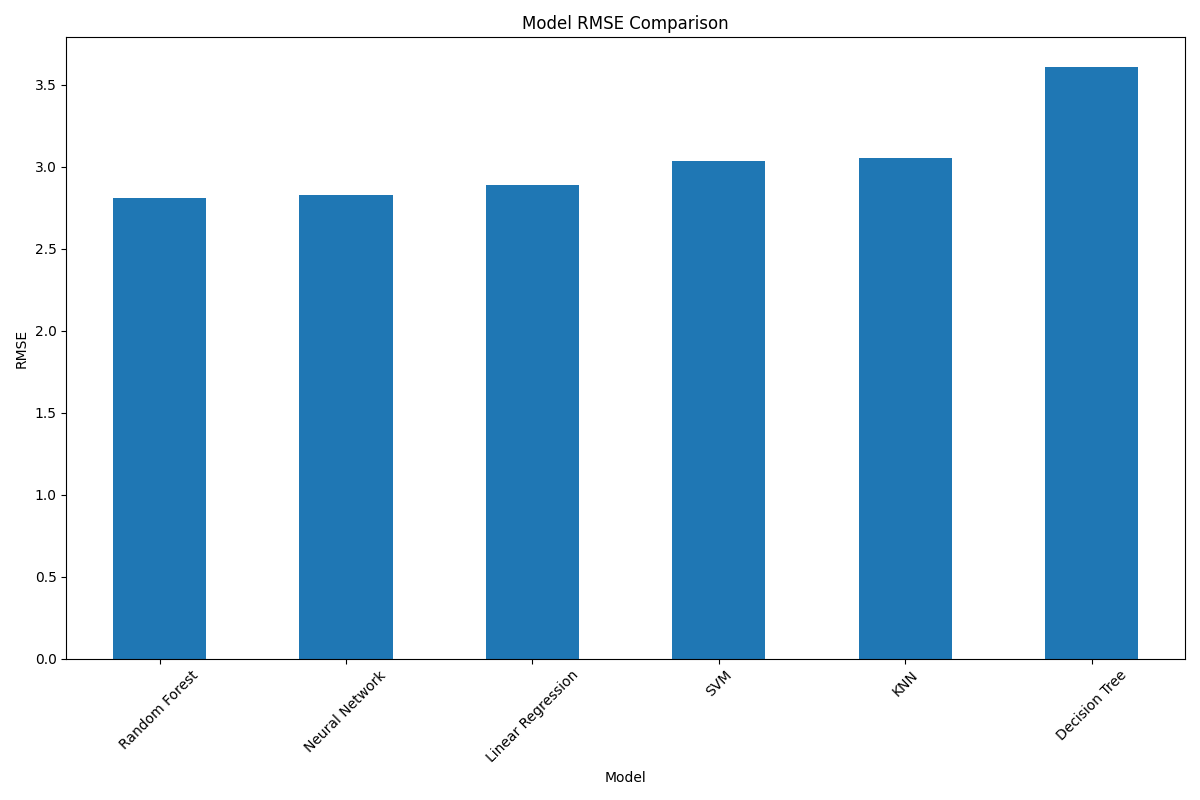 Model RMSE Comparison
3.5
3.0
2.5
2.0
1.5
1.0
0.5
0.0
RMSE
Random Forest
Neural Network
Linear Regression
SVM
KNN
Decision Tree
Model